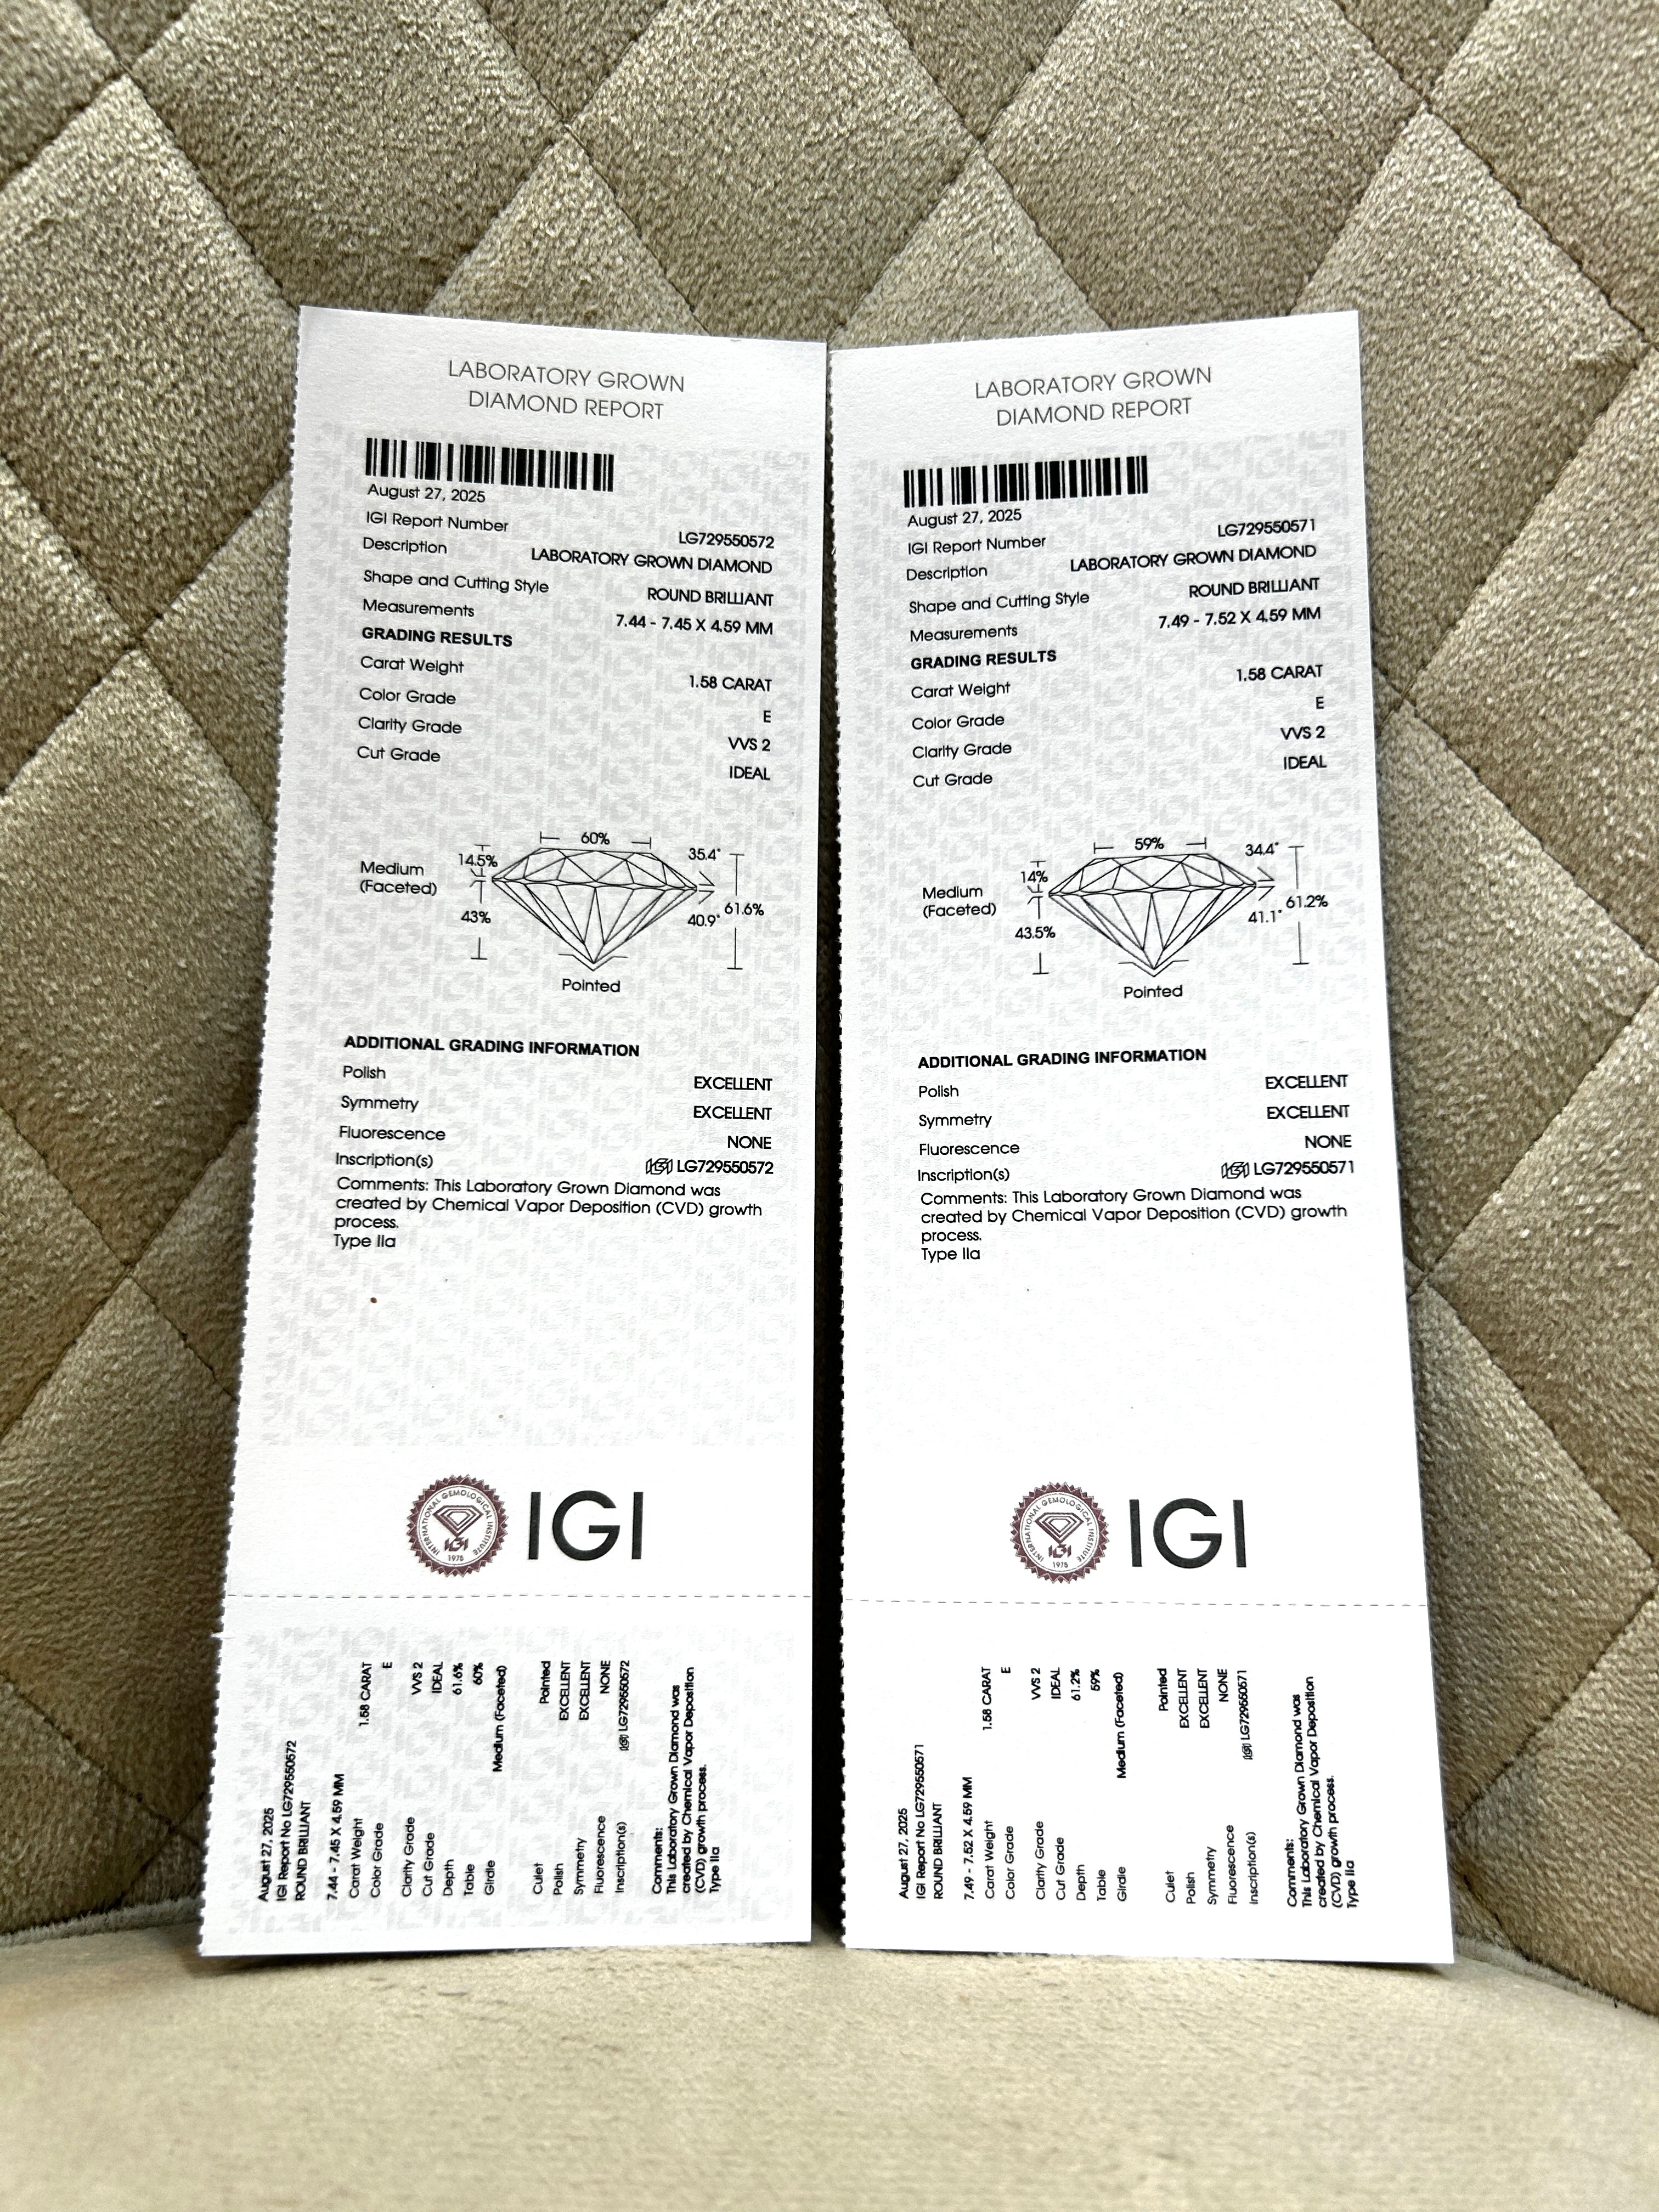 LABORATORY GROWN
DIAMOND REPORT
August 27, 2025
IGI Report Number LG729550572
Description LABORATORY GROWN DIAMOND
Shape and Cutting Style ROUND BRILLIANT
Measurements 7.44 - 7.45 X 4.59 MM
GRADING RESULTS
Carat Weight 1.58 CARAT
Color Grade E
Clarity Grade VVS 2
Cut Grade IDEAL
60%
14.5% 35.4°
Medium
(Faceted)
43% 40.9° 61.6%
Pointed
ADDITIONAL GRADING INFORMATION
Polish EXCELLENT
Symmetry EXCELLENT
Fluorescence NONE
Inscription(s) IGI LG729550572
Comments: This Laboratory Grown Diamond was
created by Chemical Vapor Deposition (CVD) growth
process.
Type IIa
INTERNATIONAL GEMOLOGICAL INSTITUTE
IGI
1975
IGI
August 27, 2025
IGI Report No LG729550572
ROUND BRILLIANT
7.44 - 7.45 X 4.59 MM
Carat Weight 1.58 CARAT
Color Grade E
Clarity Grade VVS 2
Cut Grade IDEAL
Depth 61.6%
Table 60%
Girdle Medium (Faceted)
Culet Pointed
Polish EXCELLENT
Symmetry EXCELLENT
Fluorescence NONE
Inscription(s) IGI LG729550572
Comments:
This Laboratory Grown Diamond was
created by Chemical Vapor Deposition
(CVD) growth process.
Type IIa
LABORATORY GROWN
DIAMOND REPORT
August 27, 2025
IGI Report Number LG729550571
Description LABORATORY GROWN DIAMOND
Shape and Cutting Style ROUND BRILLIANT
Measurements 7.49 - 7.52 X 4.59 MM
GRADING RESULTS
Carat Weight 1.58 CARAT
Color Grade E
Clarity Grade VVS 2
Cut Grade IDEAL
59%
14% 34.4°
Medium
(Faceted)
43.5% 41.1° 61.2%
Pointed
ADDITIONAL GRADING INFORMATION
Polish EXCELLENT
Symmetry EXCELLENT
Fluorescence NONE
Inscription(s) IGI LG729550571
Comments: This Laboratory Grown Diamond was
created by Chemical Vapor Deposition (CVD) growth
process.
Type IIa
INTERNATIONAL GEMOLOGICAL INSTITUTE
IGI
1975
IGI
August 27, 2025
IGI Report No LG729550571
ROUND BRILLIANT
7.49 - 7.52 X 4.59 MM
Carat Weight 1.58 CARAT
Color Grade E
Clarity Grade VVS 2
Cut Grade IDEAL
Depth 61.2%
Table 59%
Girdle Medium (Faceted)
Culet Pointed
Polish EXCELLENT
Symmetry EXCELLENT
Fluorescence NONE
Inscription(s) IGI LG729550571
Comments:
This Laboratory Grown Diamond was
created by Chemical Vapor Deposition
(CVD) growth process.
Type IIa